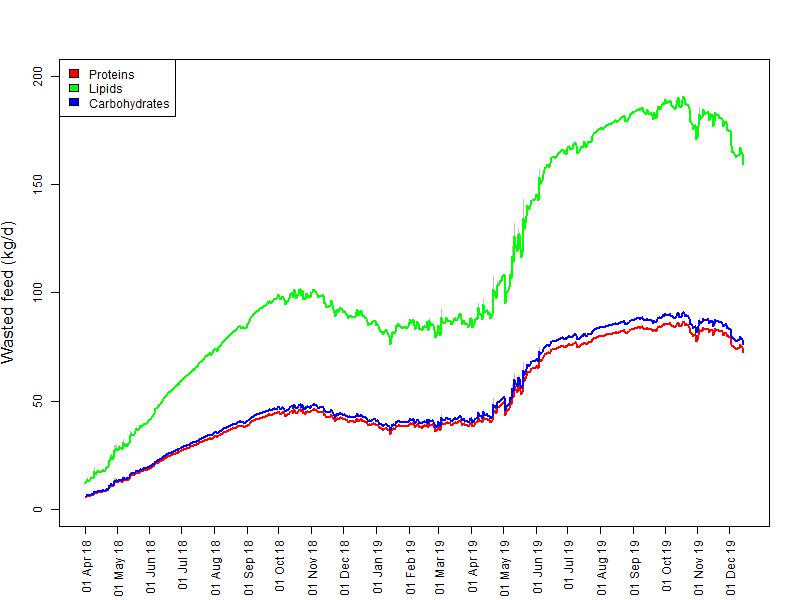 Proteins
Lipids
Carbohydrates
Wasted feed (kg/d)
200
150
100
50
0
01 Apr 18
01 May 18
01 Jun 18
01 Jul 18
01 Aug 18
01 Sep 18
01 Oct 18
01 Nov 18
01 Dec 18
01 Jan 19
01 Feb 19
01 Mar 19
01 Apr 19
01 May 19
01 Jun 19
01 Jul 19
01 Aug 19
01 Sep 19
01 Oct 19
01 Nov 19
01 Dec 19